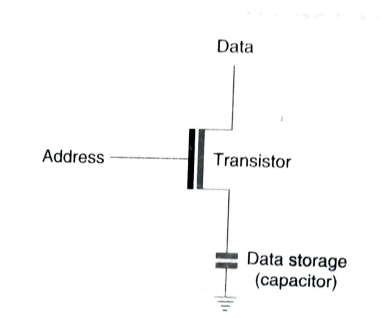 Data
Address
Transistor
Data storage
(capacitor)